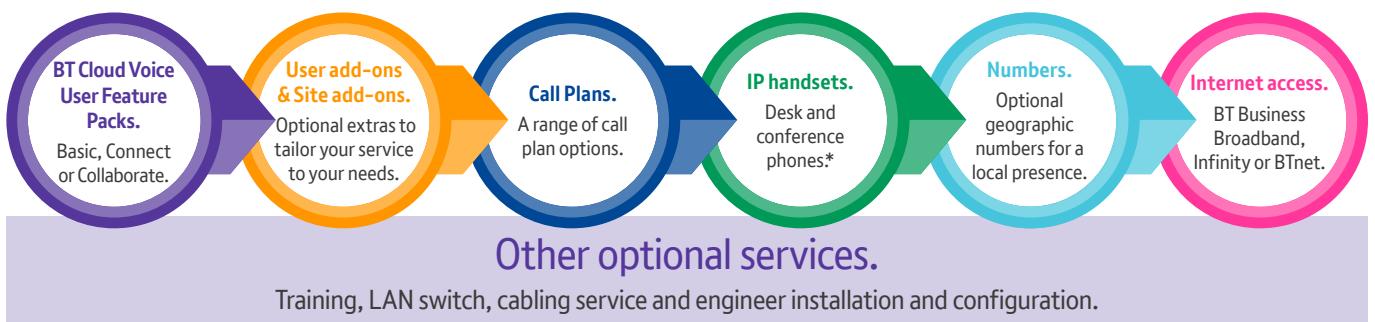 BT Cloud Voice
User Feature
Packs.
Basic, Connect
or Collaborate.
User add-ons
& Site add-ons.
Optional extras to
tailor your service
to your needs.
Call Plans.
A range of call
plan options.
IP handsets.
Desk and
conference
phones.*
Numbers.
Optional
geographic
numbers for a
local presence.
Internet access.
BT Business
Broadband,
Infinity or BTnet.
Other optional services.
Training, LAN switch, cabling service and engineer installation and configuration.